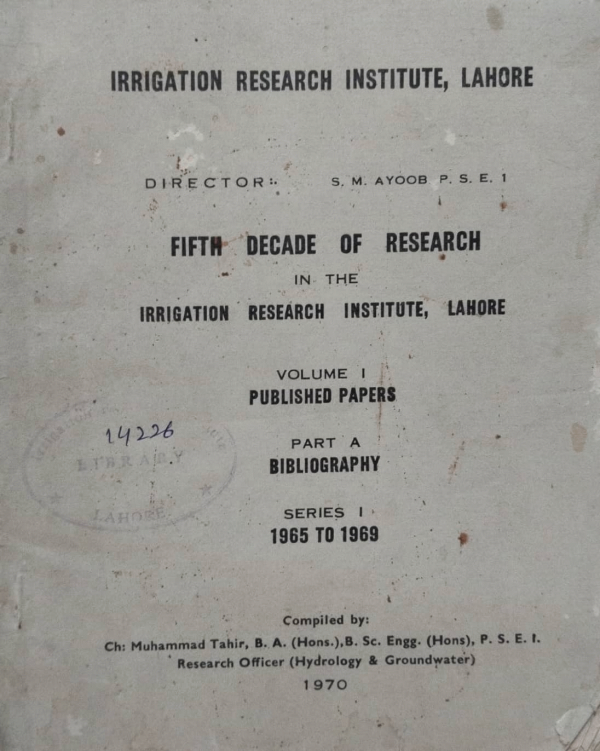 IRRIGATION RESEARCH INSTITUTE, LAHORE
DIRECTOR:. S. M. AYOOB P. S. E. 1
FIFTH DECADE OF RESEARCH
IN THE
IRRIGATION RESEARCH INSTITUTE, LAHORE
VOLUME I
PUBLISHED PAPERS
PART A
BIBLIOGRAPHY
14226
LIBRARY
LAHORE
SERIES I
1965 TO 1969
Compiled by:
Ch: Muhammad Tahir, B. A. (Hons.),B. Sc. Engg. (Hons), P. S. E. I.
Research Officer (Hydrology & Groundwater)
1970